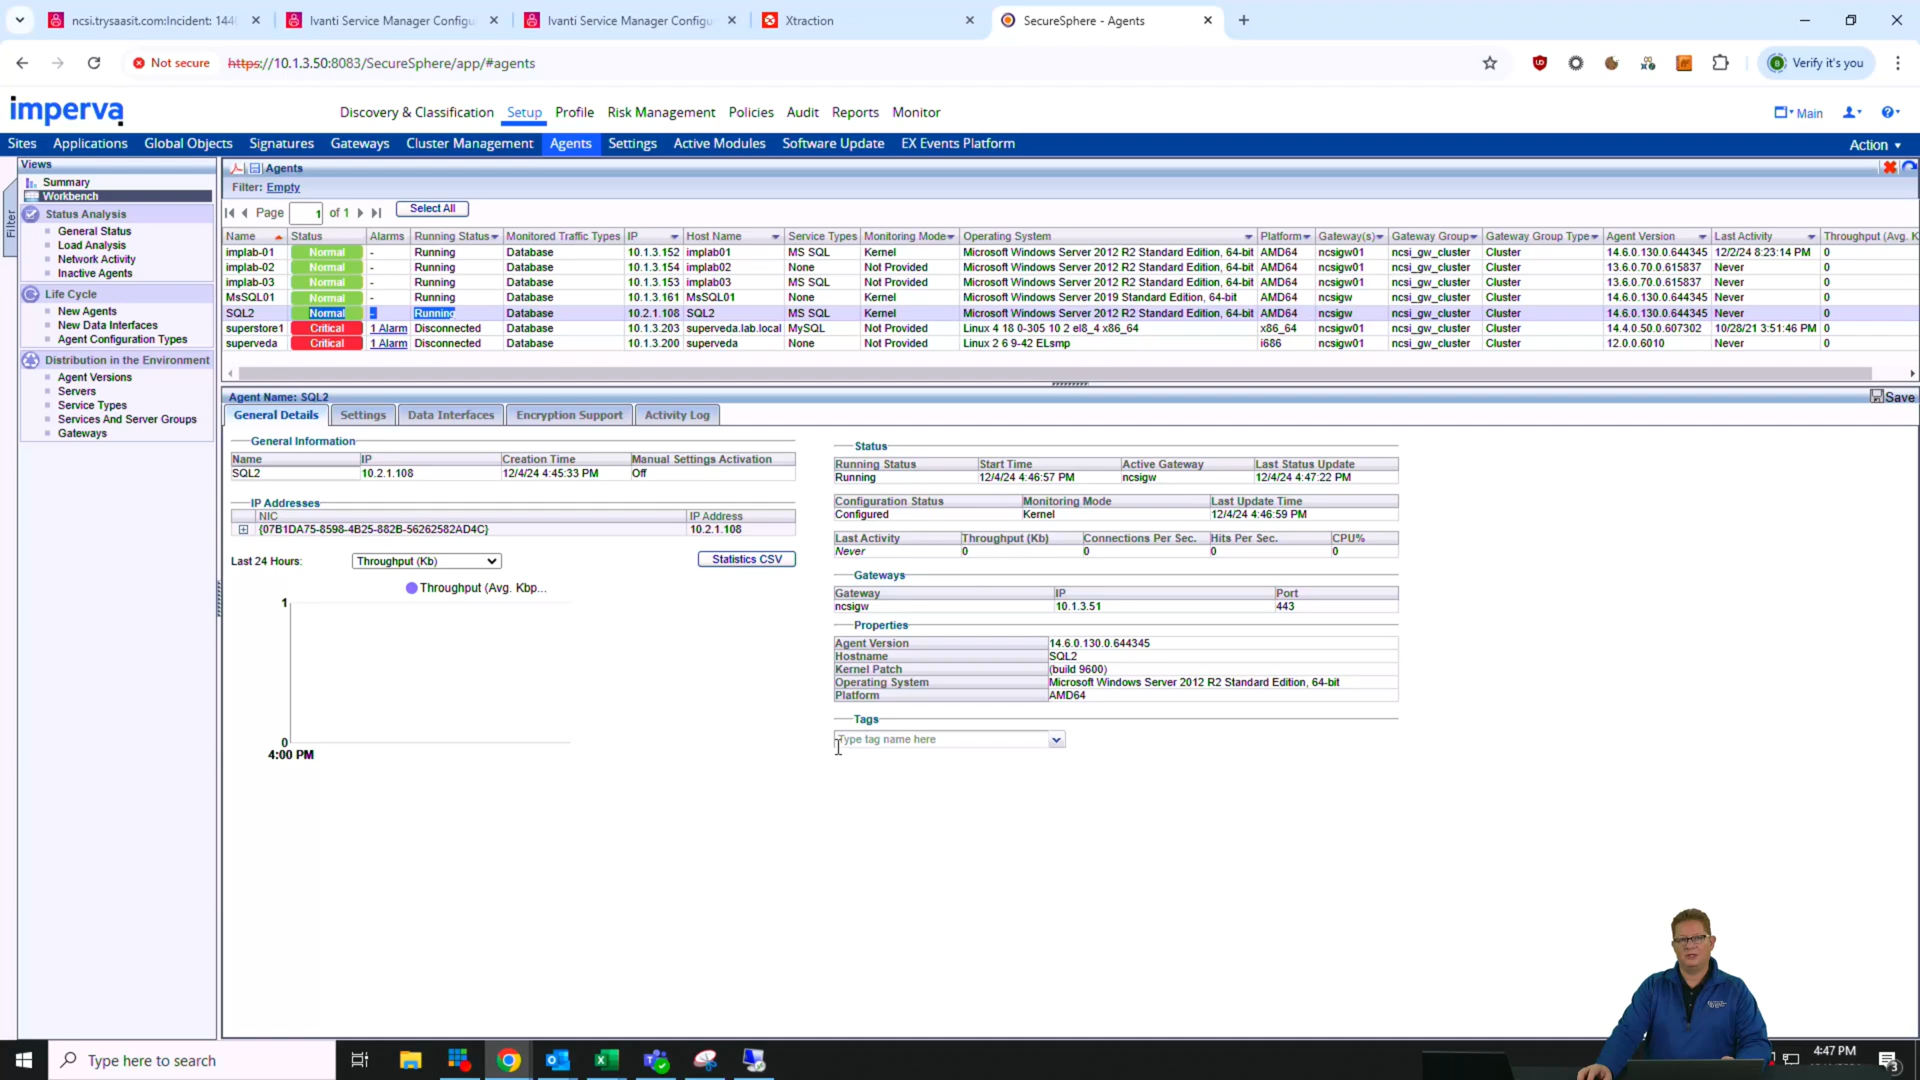 ncsi.trysaasit.com:Incident: 144
Ivanti Service Manager Configu
Ivanti Service Manager Configu
Xtraction
SecureSphere - Agents
Not secure
https://10.1.3.50:8083/SecureSphere/app/#agents
Verify it's you
imperva
Discovery & Classification Setup Profile Risk Management Policies Audit Reports Monitor
Main
Sites Applications Global Objects Signatures Gateways Cluster Management Agents Settings Active Modules Software Update EX Events Platform
Action
Filter
Views
Summary
Workbench
Status Analysis
General Status
Load Analysis
Network Activity
Inactive Agents
Life Cycle
New Agents
New Data Interfaces
Agent Configuration Types
Distribution in the Environment
Agent Versions
Servers
Service Types
Services And Server Groups
Gateways
Agents
Filter: Empty
Page 1 of 1 Select All
Name Status Alarms Running Status Monitored Traffic Types IP Host Name Service Types Monitoring Mode Operating System Platform Gateway(s) Gateway Group Gateway Group Type Agent Version Last Activity Throughput (Avg. K
implab-01 Normal - Running Database 10.1.3.152 implab01 MS SQL Kernel Microsoft Windows Server 2012 R2 Standard Edition, 64-bit AMD64 ncsigw01 ncsi_gw_cluster Cluster 14.6.0.130.0.644345 12/2/24 8:23:14 PM 0
implab-02 Normal - Running Database 10.1.3.154 implab02 None Not Provided Microsoft Windows Server 2012 R2 Standard Edition, 64-bit AMD64 ncsigw01 ncsi_gw_cluster Cluster 13.6.0.70.0.615837 Never 0
implab-03 Normal - Running Database 10.1.3.153 implab03 MS SQL Not Provided Microsoft Windows Server 2012 R2 Standard Edition, 64-bit AMD64 ncsigw01 ncsi_gw_cluster Cluster 13.6.0.70.0.615837 Never 0
MsSQL01 Normal - Running Database 10.1.3.161 MsSQL01 None Kernel Microsoft Windows Server 2019 Standard Edition, 64-bit AMD64 ncsigw ncsi_gw_cluster Cluster 14.6.0.130.0.644345 Never 0
SQL2 Normal - Running Database 10.2.1.108 SQL2 MS SQL Kernel Microsoft Windows Server 2012 R2 Standard Edition, 64-bit AMD64 ncsigw ncsi_gw_cluster Cluster 14.6.0.130.0.644345 Never 0
superstore1 Critical 1 Alarm Disconnected Database 10.1.3.203 superveda.lab.local MySQL Not Provided Linux 4 18 0-305 10 2 el8_4 x86_64 x86_64 ncsigw01 ncsi_gw_cluster Cluster 14.4.0.50.0.607302 10/28/21 3:51:46 PM 0
superveda Critical 1 Alarm Disconnected Database 10.1.3.200 superveda None Not Provided Linux 2 6 9-42 ELsmp i686 ncsigw01 ncsi_gw_cluster Cluster 12.0.0.6010 Never 0
Agent Name: SQL2
Save
General Details Settings Data Interfaces Encryption Support Activity Log
General Information
Name IP Creation Time Manual Settings Activation
SQL2 10.2.1.108 12/4/24 4:45:33 PM Off
IP Addresses
NIC IP Address
{07B1DA75-8598-4B25-882B-56262582AD4C} 10.2.1.108
Last 24 Hours: Throughput (Kb) Statistics CSV
Throughput (Avg. Kbp...
1
0
4:00 PM
Status
Running Status Start Time Active Gateway Last Status Update
Running 12/4/24 4:46:57 PM ncsigw 12/4/24 4:47:22 PM
Configuration Status Monitoring Mode Last Update Time
Configured Kernel 12/4/24 4:46:59 PM
Last Activity Throughput (Kb) Connections Per Sec. Hits Per Sec. CPU%
Never 0 0 0 0
Gateways
Gateway IP Port
ncsigw 10.1.3.51 443
Properties
Agent Version 14.6.0.130.0.644345
Hostname SQL2
Kernel Patch (build 9600)
Operating System Microsoft Windows Server 2012 R2 Standard Edition, 64-bit
Platform AMD64
Tags
Type tag name here
Type here to search
4:47 PM
3